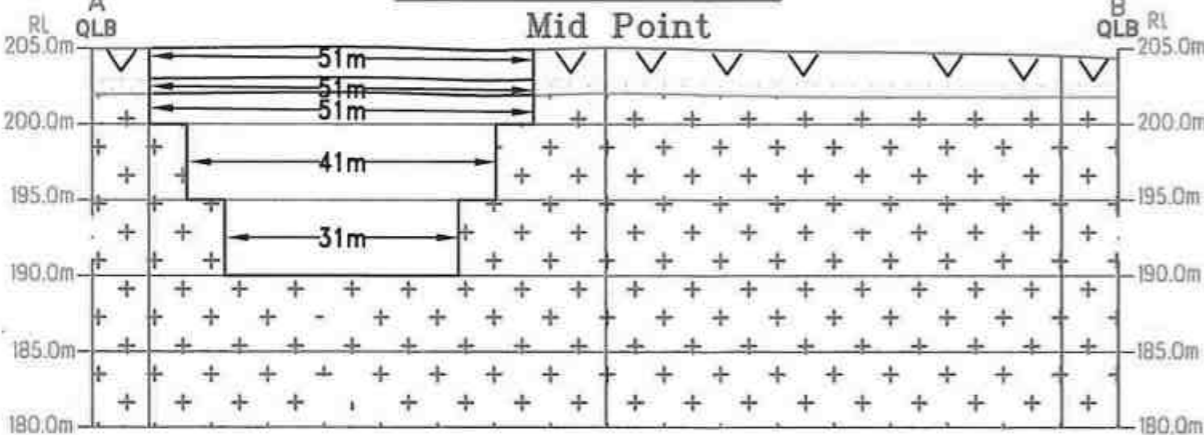 A B
RL QLB Mid Point QLB RL
205.0m 51m 205.0m
51m
51m
200.0m 200.0m
41m
195.0m 195.0m
31m
190.0m 190.0m
185.0m 185.0m
180.0m 180.0m